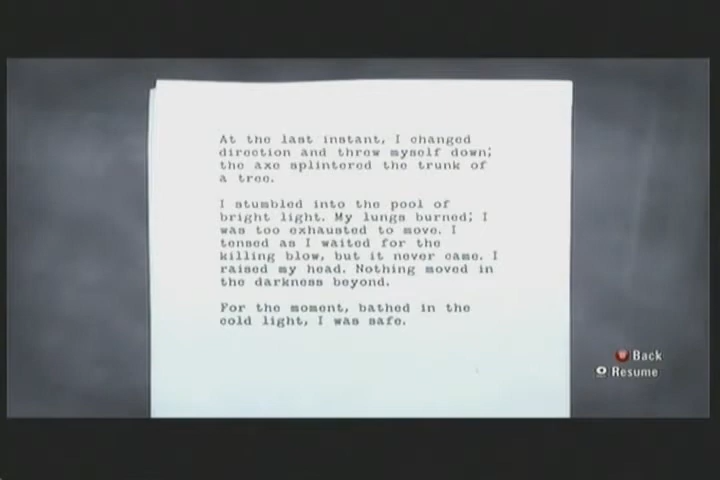 At the last instant, I changed
direction and threw myself down;
the axe splintered the trunk of
a tree.
I stumbled into the pool of
bright light. My lungs burned; I
was too exhausted to move. I
tensed as I waited for the
killing blow, but it never came. I
raised my head. Nothing moved in
the darkness beyond.
For the moment, bathed in the
cold light, I was safe.
Back
Resume